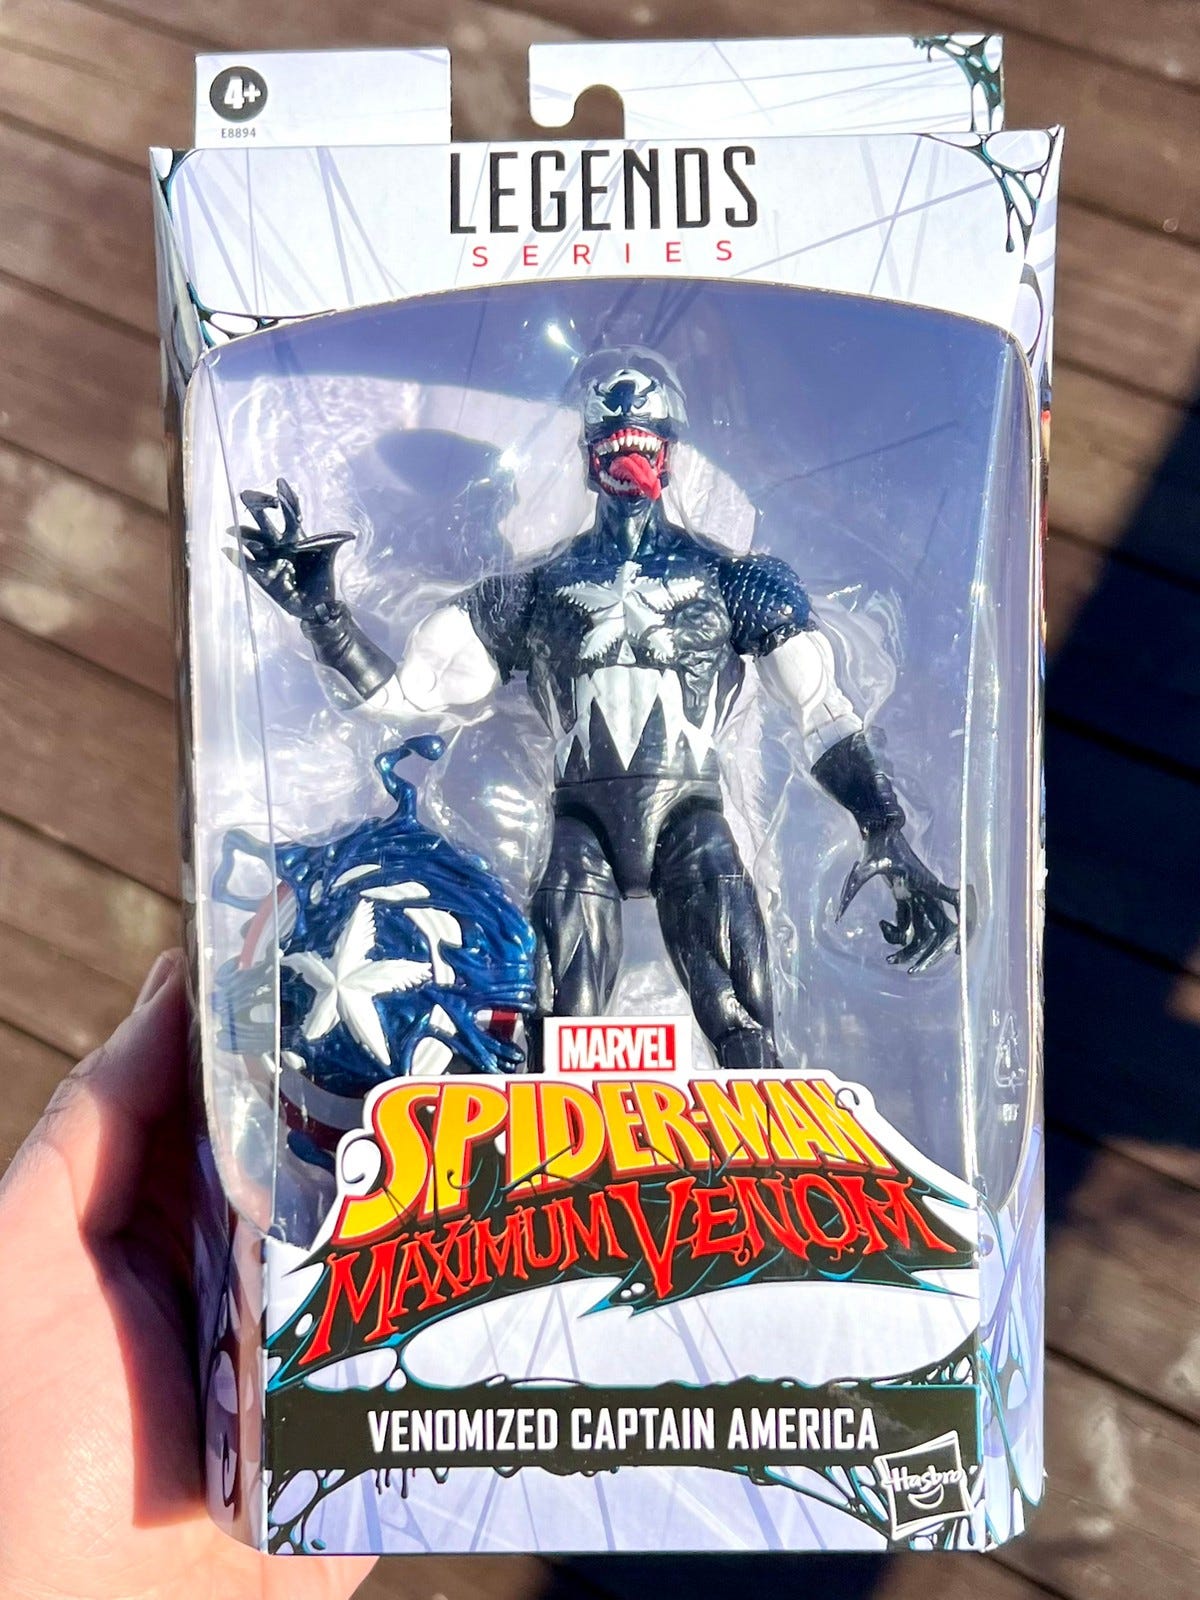 4+
E8894
LEGENDS
SERIES
MARVEL
SPIDER-MAN
MAXIMUM VENOM
VENOMIZED CAPTAIN AMERICA
Hasbro